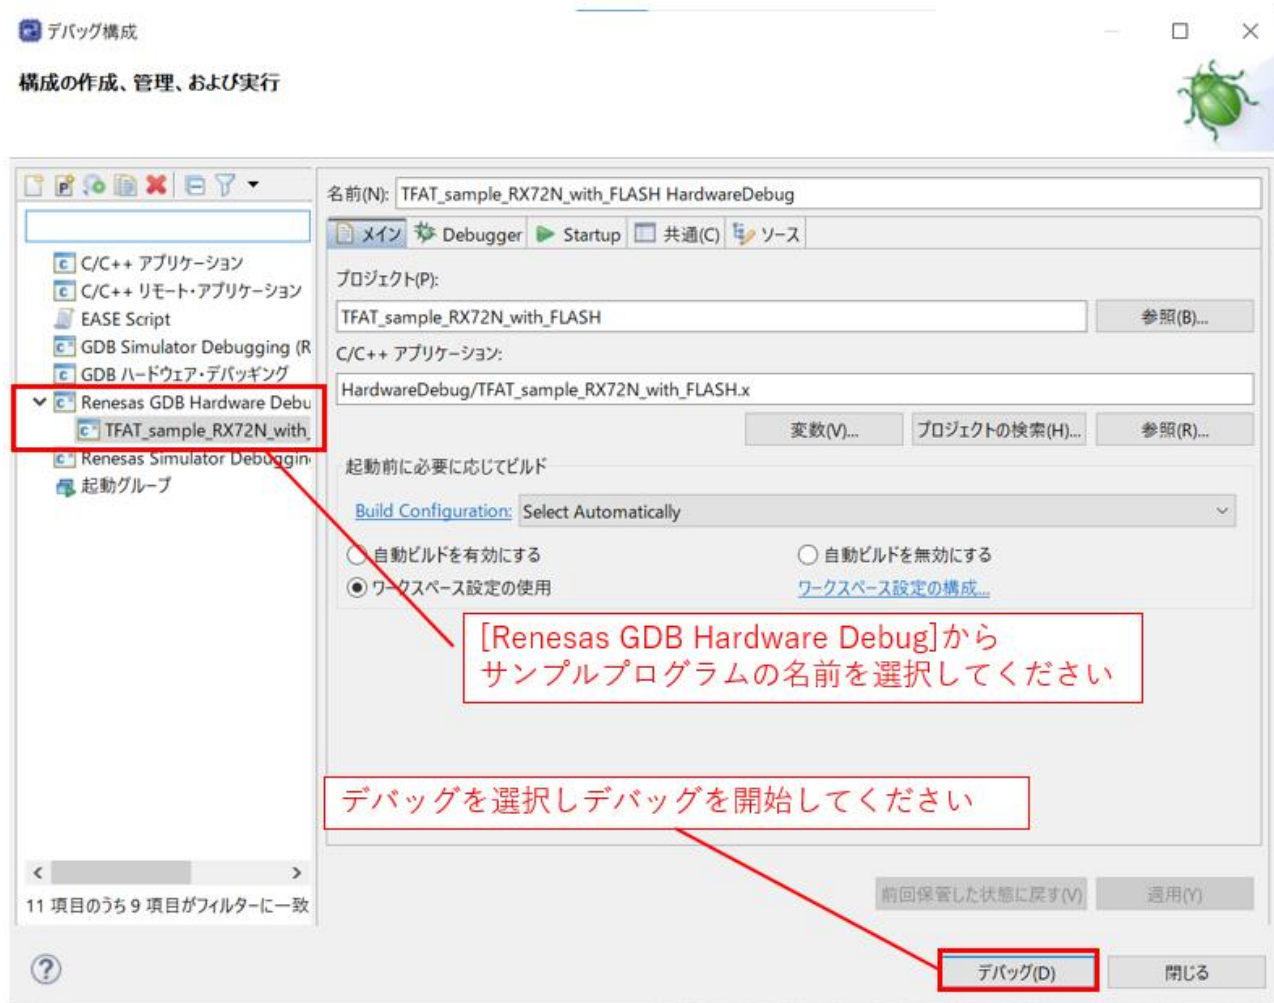 デバッグ構成
構成の作成、管理、および実行
名前(N): TFAT_sample_RX72N_with_FLASH HardwareDebug
メイン Debugger Startup 共通(C) ソース
C/C++ アプリケーション
C/C++ リモート・アプリケーション
EASE Script
GDB Simulator Debugging (R
GDB ハードウェア・デバッギング
Renesas GDB Hardware Debu
TFAT_sample_RX72N_with_
Renesas Simulator Debuggin
起動グループ
11 項目のうち 9 項目がフィルターに一致
プロジェクト(P):
TFAT_sample_RX72N_with_FLASH 参照(B)...
C/C++ アプリケーション:
HardwareDebug/TFAT_sample_RX72N_with_FLASH.x
変数(V)... プロジェクトの検索(H)... 参照(R)...
起動前に必要に応じてビルド
Build Configuration: Select Automatically
自動ビルドを有効にする 自動ビルドを無効にする
ワークスペース設定の使用 ワークスペース設定の構成...
[Renesas GDB Hardware Debug]から
サンプルプログラムの名前を選択してください
デバッグを選択しデバッグを開始してください
前回保管した状態に戻す(V) 適用(Y)
デバッグ(D) 閉じる